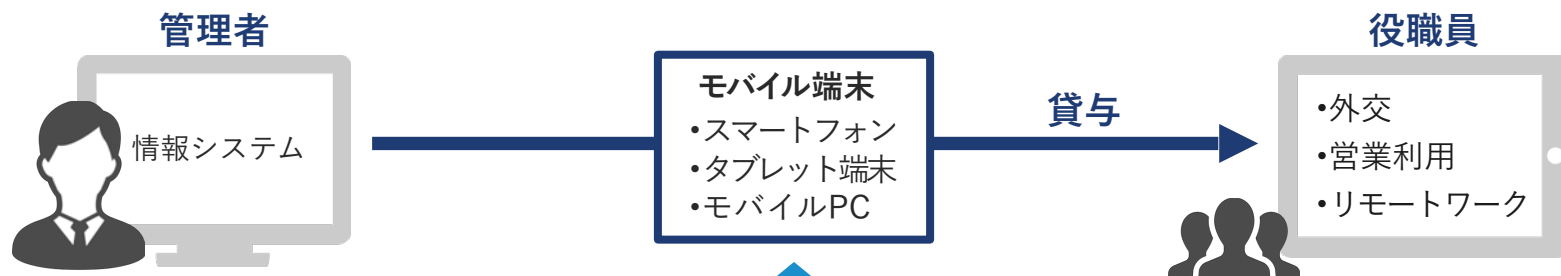 管理者
情報システム
モバイル端末
•スマートフォン
•タブレット端末
•モバイルPC
貸与
役職員
•外交
•営業利用
•リモートワーク